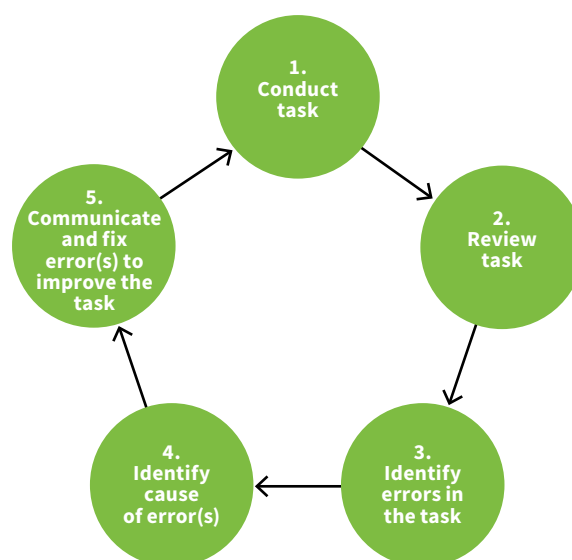 1.
Conduct
task
2.
Review
task
3.
Identify
errors in
the task
4.
Identify
cause
of error(s)
5.
Communicate
and fix
error(s) to
improve the
task